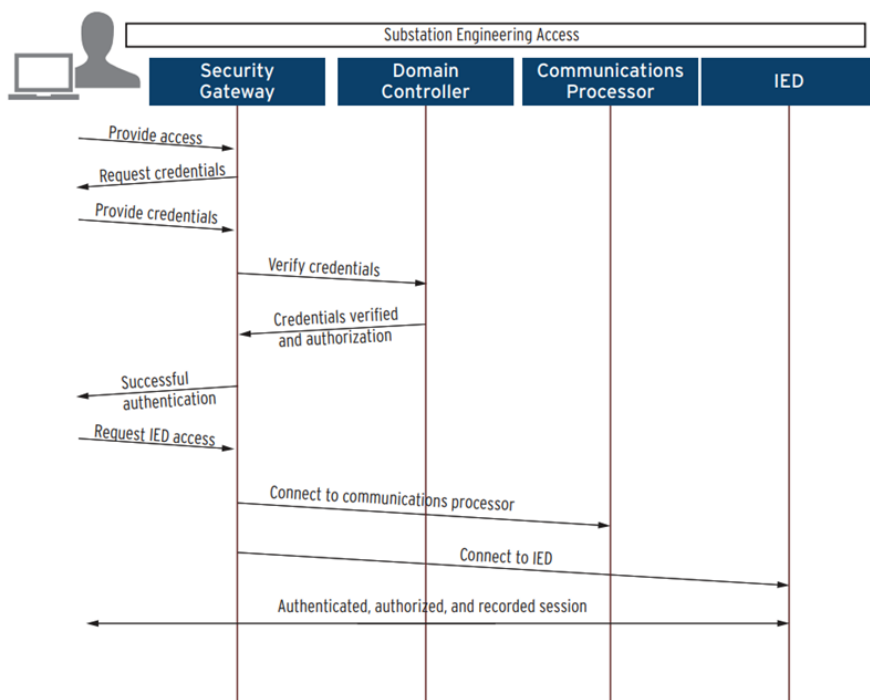 Substation Engineering Access
Security
Gateway
Domain
Controller
Communications
Processor
IED
Provide access
Request credentials
Provide credentials
Verify credentials
Credentials verified
and authorization
Successful
authentication
Request IED access
Connect to communications processor
Connect to IED
Authenticated, authorized, and recorded session